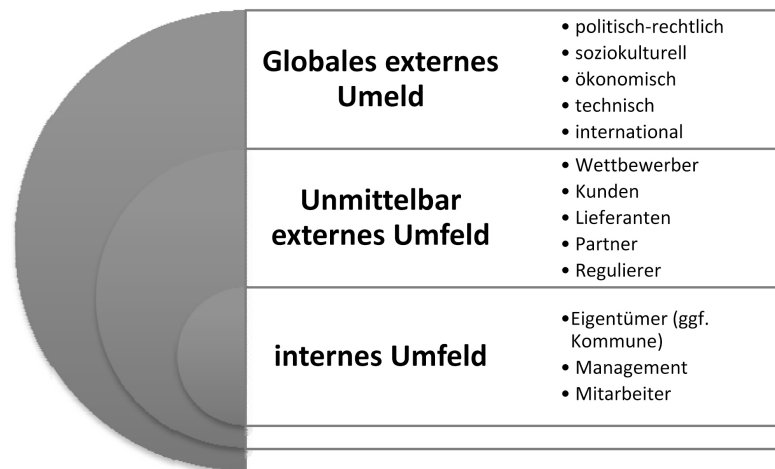 Globales externes
Umeld
• politisch-rechtlich
• soziokulturell
• ökonomisch
• technisch
• international
Unmittelbar
externes Umfeld
• Wettbewerber
• Kunden
• Lieferanten
• Partner
• Regulierer
internes Umfeld
•Eigentümer (ggf.
Kommune)
• Management
• Mitarbeiter